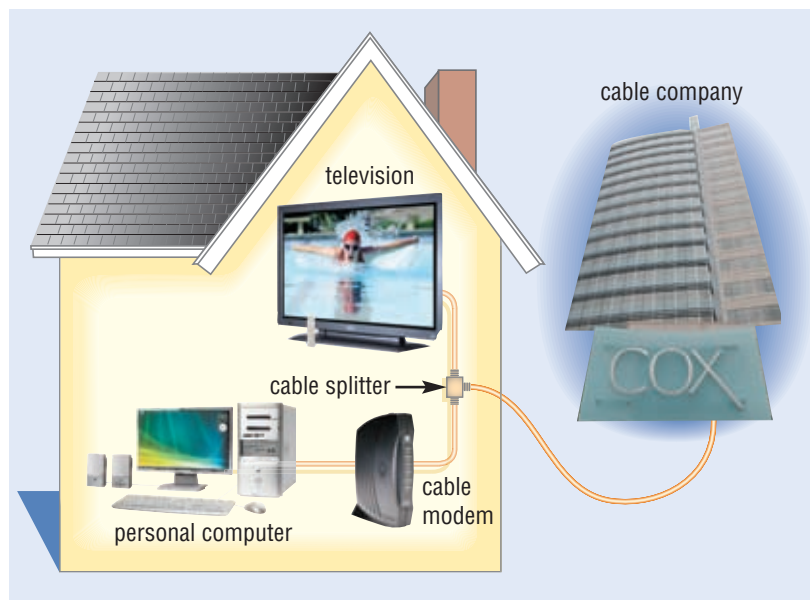 cable company
television
COX
cable splitter
cable
modem
personal computer